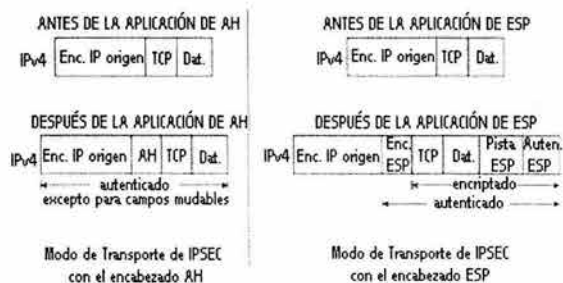 ANTES DE LA APLICACIÓN DE AH
IPv4 Enc. IP origen TCP Dat.
DESPUÉS DE LA APLICACIÓN DE AH
IPv4 Enc. IP origen AH TCP Dat.
autenticado
excepto para campos mudables
Modo de Transporte de IPSEC
con el encabezado AH
ANTES DE LA APLICACIÓN DE ESP
IPv4 Enc. IP origen TCP Dat.
DESPUÉS DE LA APLICACIÓN DE ESP
IPv4 Enc. IP origen Enc. ESP TCP Dat. Pista ESP Auten. ESP
encriptado
autenticado
Modo de Transporte de IPSEC
con el encabezado ESP